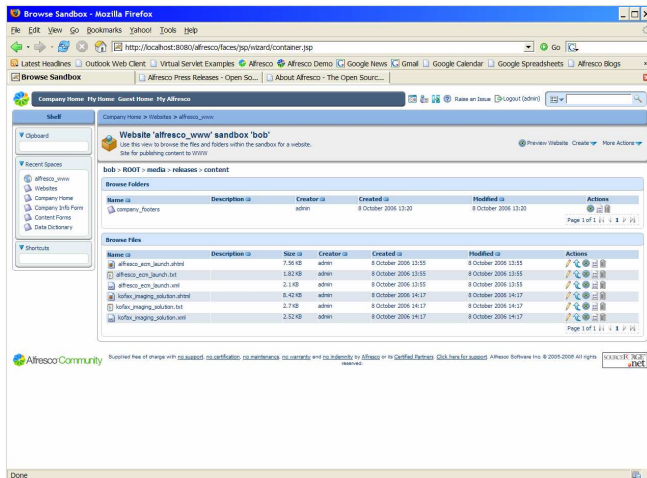 Browse Sandbox - Mozilla Firefox
File Edit View Go Bookmarks Yahoo! Tools Help
http://localhost:8080/alfresco/faces/jsp/wizard/container.jsp Go
Latest Headlines Outlook Web Client Virtual Servlet Examples Alfresco Alfresco Demo Google News Gmail Google Calendar Google Spreadsheets Alfresco Blogs
Browse Sandbox Alfresco Press Releases - Open So... About Alfresco - The Open Sourc...
Company Home My Home Guest Home My Alfresco Raise an Issue Logout (admin)
Shelf
Company Home > Websites > alfresco_www
Clipboard
Website 'alfresco_www' sandbox 'bob'
Use this view to browse the files and folders within the sandbox for a website.
Site for publishing content to WWW
Preview Website Create More Actions
Recent Spaces
alfresco_www
Websites
Company Home
Company Info Form
Content Forms
Data Dictionary
Shortcuts
bob > ROOT > media > releases > content
Browse Folders
Name Description Creator Created Modified Actions
company_footers admin 8 October 2006 13:20 8 October 2006 13:20
Page 1 of 1 1
Browse Files
Name Description Size Creator Created Modified Actions
alfresco_ecm_launch.shtml 7.56 KB admin 8 October 2006 13:55 8 October 2006 13:55
alfresco_ecm_launch.txt 1.82 KB admin 8 October 2006 13:55 8 October 2006 13:55
alfresco_ecm_launch.xml 2.1 KB admin 8 October 2006 13:55 8 October 2006 13:55
kofax_imaging_solution.shtml 8.42 KB admin 8 October 2006 14:17 8 October 2006 14:17
kofax_imaging_solution.txt 2.7 KB admin 8 October 2006 14:17 8 October 2006 14:17
kofax_imaging_solution.xml 2.52 KB admin 8 October 2006 14:17 8 October 2006 14:17
Page 1 of 1 1
Alfresco Community
Supplied free of charge with no support, no certification, no maintenance, no warranty and no indemnity by Alfresco or its Certified Partners. Click here for support. Alfresco Software Inc. © 2005-2006 All rights
reserved.
Done